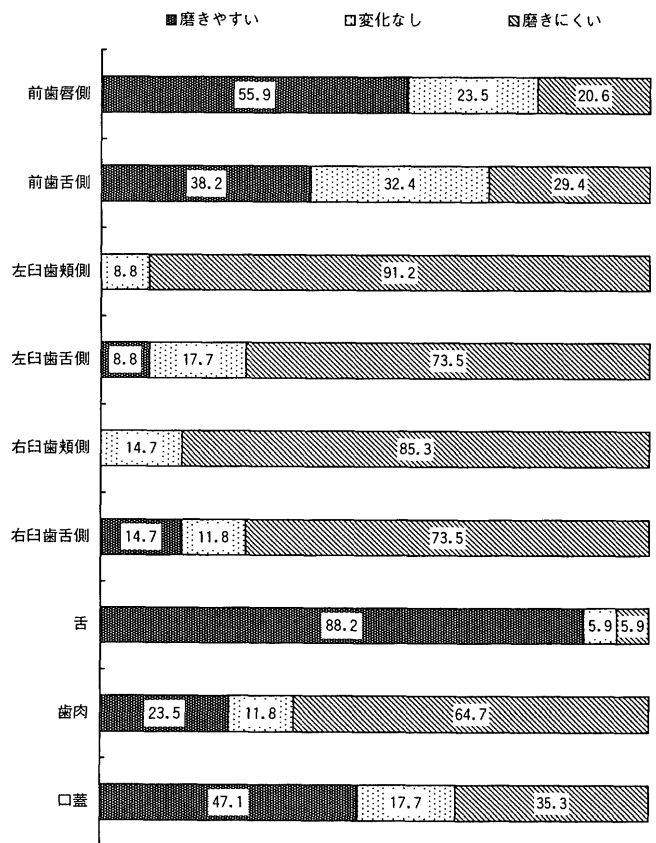 磨きやすい 変化なし 磨きにくい
前歯唇側 55.9 23.5 20.6
前歯舌側 38.2 32.4 29.4
左臼歯頬側 8.8 91.2
左臼歯舌側 8.8 17.7 73.5
右臼歯頬側 14.7 85.3
右臼歯舌側 14.7 11.8 73.5
舌 88.2 5.9 5.9
歯肉 23.5 11.8 64.7
口蓋 47.1 17.7 35.3